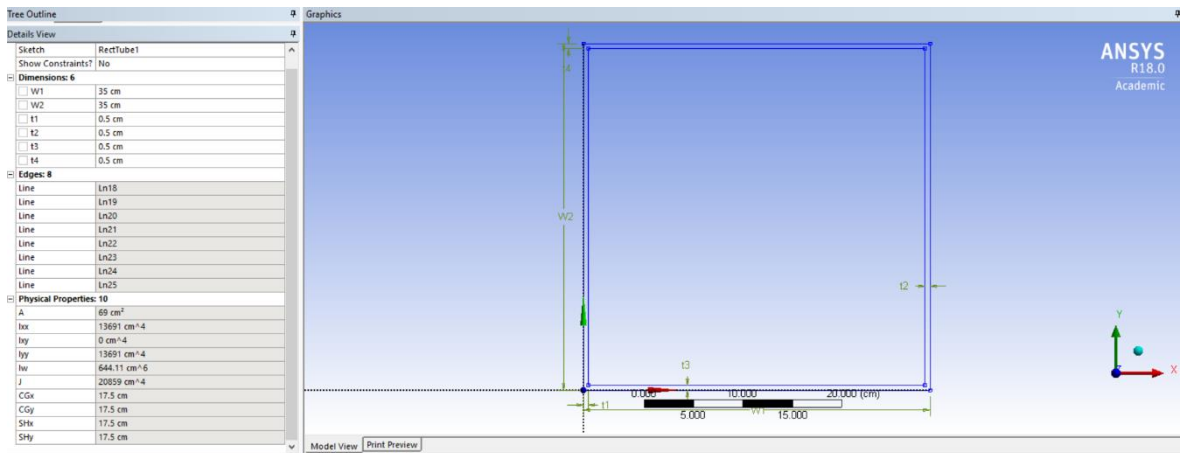 Tree Outline
Details View
Sketch RectTube1
Show Constraints? No
Dimensions: 6
W1 35 cm
W2 35 cm
t1 0.5 cm
t2 0.5 cm
t3 0.5 cm
t4 0.5 cm
Edges: 8
Line Ln18
Line Ln19
Line Ln20
Line Ln21
Line Ln22
Line Ln23
Line Ln24
Line Ln25
Physical Properties: 10
A 69 cm²
Ixx 13691 cm^4
Ixy 0 cm^4
Iyy 13691 cm^4
Iw 644.11 cm^6
J 20859 cm^4
CGx 17.5 cm
CGy 17.5 cm
SHx 17.5 cm
SHy 17.5 cm
Graphics
ANSYS
R18.0
Academic
t4
W2
t2
t3
0.000 10.000 20.000 (cm)
t1 W1
5.000 15.000
Y
X
Model View Print Preview